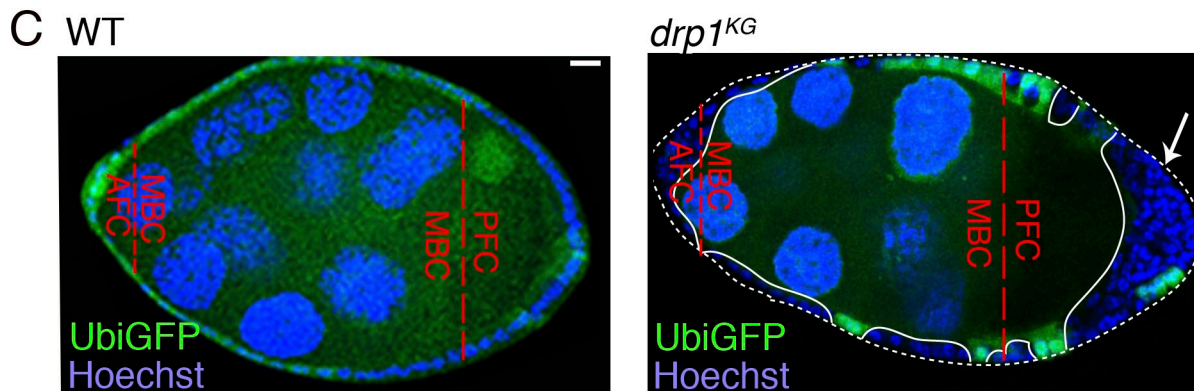 C WT
drp1KG
AFC
MBC
MBC
PFC
UbiGFP
Hoechst
AFC
MBC
MBC
PFC
UbiGFP
Hoechst